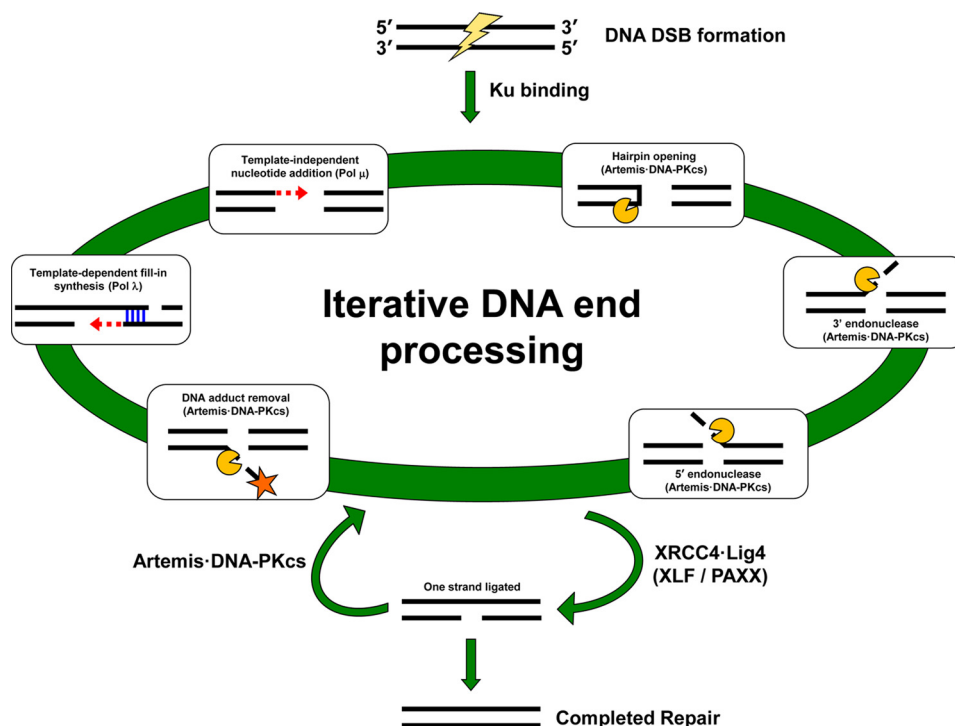 5′ 3′ DNA DSB formation
3′ 5′
Ku binding
Template-independent
nucleotide addition (Pol μ)
Hairpin opening
(Artemis·DNA-PKcs)
Template-dependent fill-in
synthesis (Pol λ)
3′ endonuclease
(Artemis·DNA-PKcs)
Iterative DNA end
processing
DNA adduct removal
(Artemis·DNA-PKcs)
5′ endonuclease
(Artemis·DNA-PKcs)
Artemis·DNA-PKcs
XRCC4·Lig4
(XLF / PAXX)
One strand ligated
Completed Repair